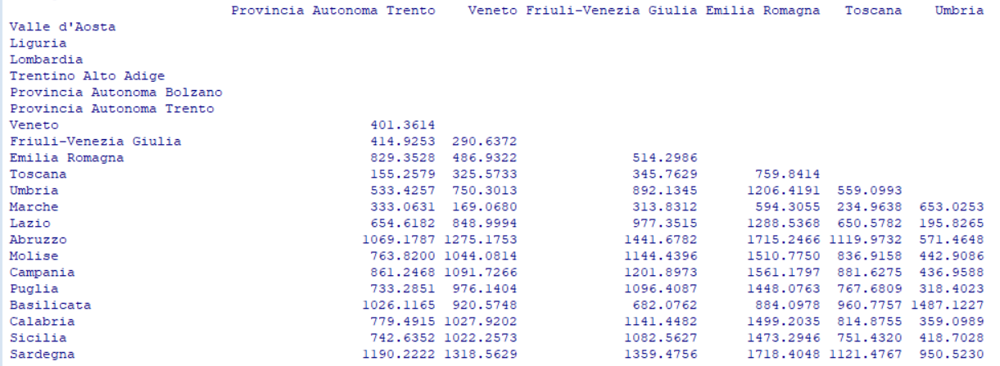 Provincia Autonoma Trento Veneto Friuli-Venezia Giulia Emilia Romagna Toscana Umbria
Valle d'Aosta
Liguria
Lombardia
Trentino Alto Adige
Provincia Autonoma Bolzano
Provincia Autonoma Trento
Veneto 401.3614
Friuli-Venezia Giulia 414.9253 290.6372
Emilia Romagna 829.3528 486.9322 514.2986
Toscana 155.2579 325.5733 345.7629 759.8414
Umbria 533.4257 750.3013 892.1345 1206.4191 559.0993
Marche 333.0631 169.0680 313.8312 594.3055 234.9638 653.0253
Lazio 654.6182 848.9994 977.3515 1288.5368 650.5782 195.8265
Abruzzo 1069.1787 1275.1753 1441.6782 1715.2466 1119.9732 571.4648
Molise 763.8200 1044.0814 1144.4396 1510.7750 836.9158 442.9086
Campania 861.2468 1091.7266 1201.8973 1561.1797 881.6275 436.9588
Puglia 733.2851 976.1404 1096.4087 1448.0763 767.6809 318.4023
Basilicata 1026.1165 920.5748 682.0762 884.0978 960.7757 1487.1227
Calabria 779.4915 1027.9202 1141.4482 1499.2035 814.8755 359.0989
Sicilia 742.6352 1022.2573 1082.5627 1473.2946 751.4320 418.7028
Sardegna 1190.2222 1318.5629 1359.4756 1718.4048 1121.4767 950.5230